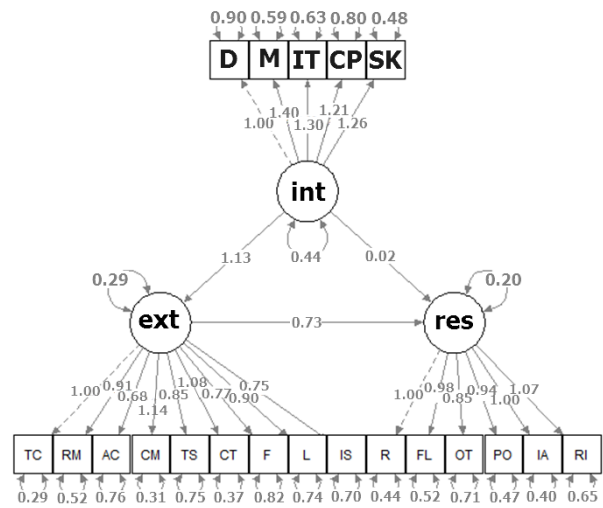 0.90 0.59 0.63 0.80 0.48
D M IT CP SK
1.00 1.40 1.30 1.21 1.26
int
0.44
1.13 0.02
0.29 0.20
ext 0.73 res
1.00 0.91 0.68 1.14 0.85 1.08 0.77 0.90 0.75 1.00 0.98 0.85 0.94 1.00 1.07
TC RM AC CM TS CT F L IS R FL OT PO IA RI
0.29 0.52 0.76 0.31 0.75 0.37 0.82 0.74 0.70 0.44 0.52 0.71 0.47 0.40 0.65